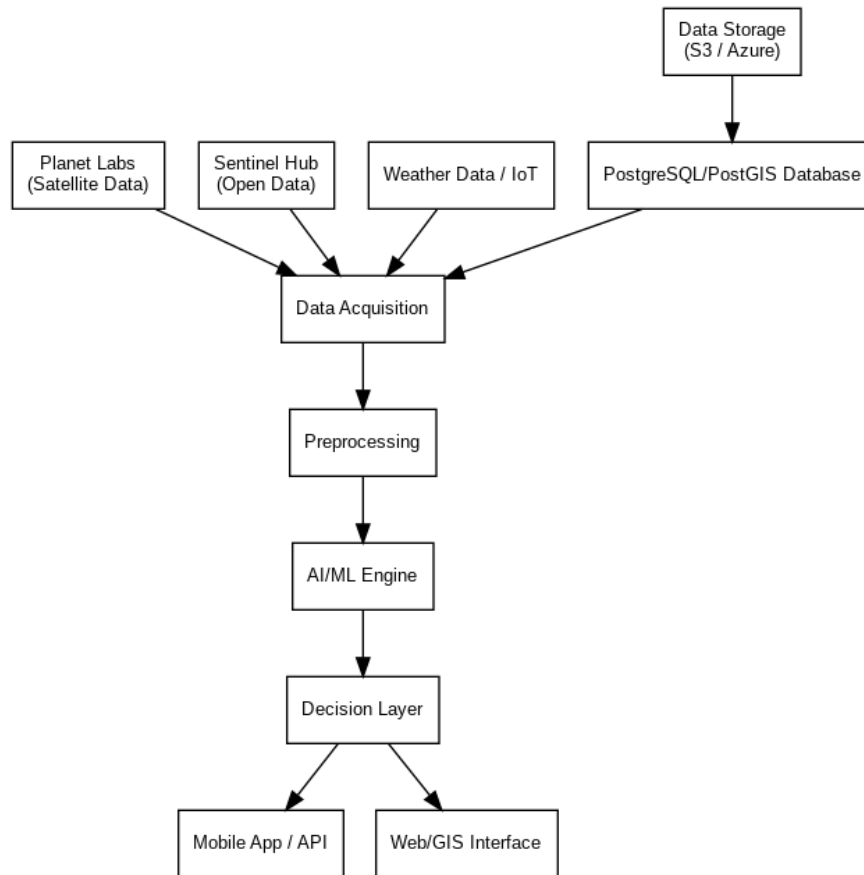 Data Storage
(S3 / Azure)
Planet Labs
(Satellite Data)
Sentinel Hub
(Open Data)
Weather Data / IoT
PostgreSQL/PostGIS Database
Data Acquisition
Preprocessing
AI/ML Engine
Decision Layer
Mobile App / API
Web/GIS Interface